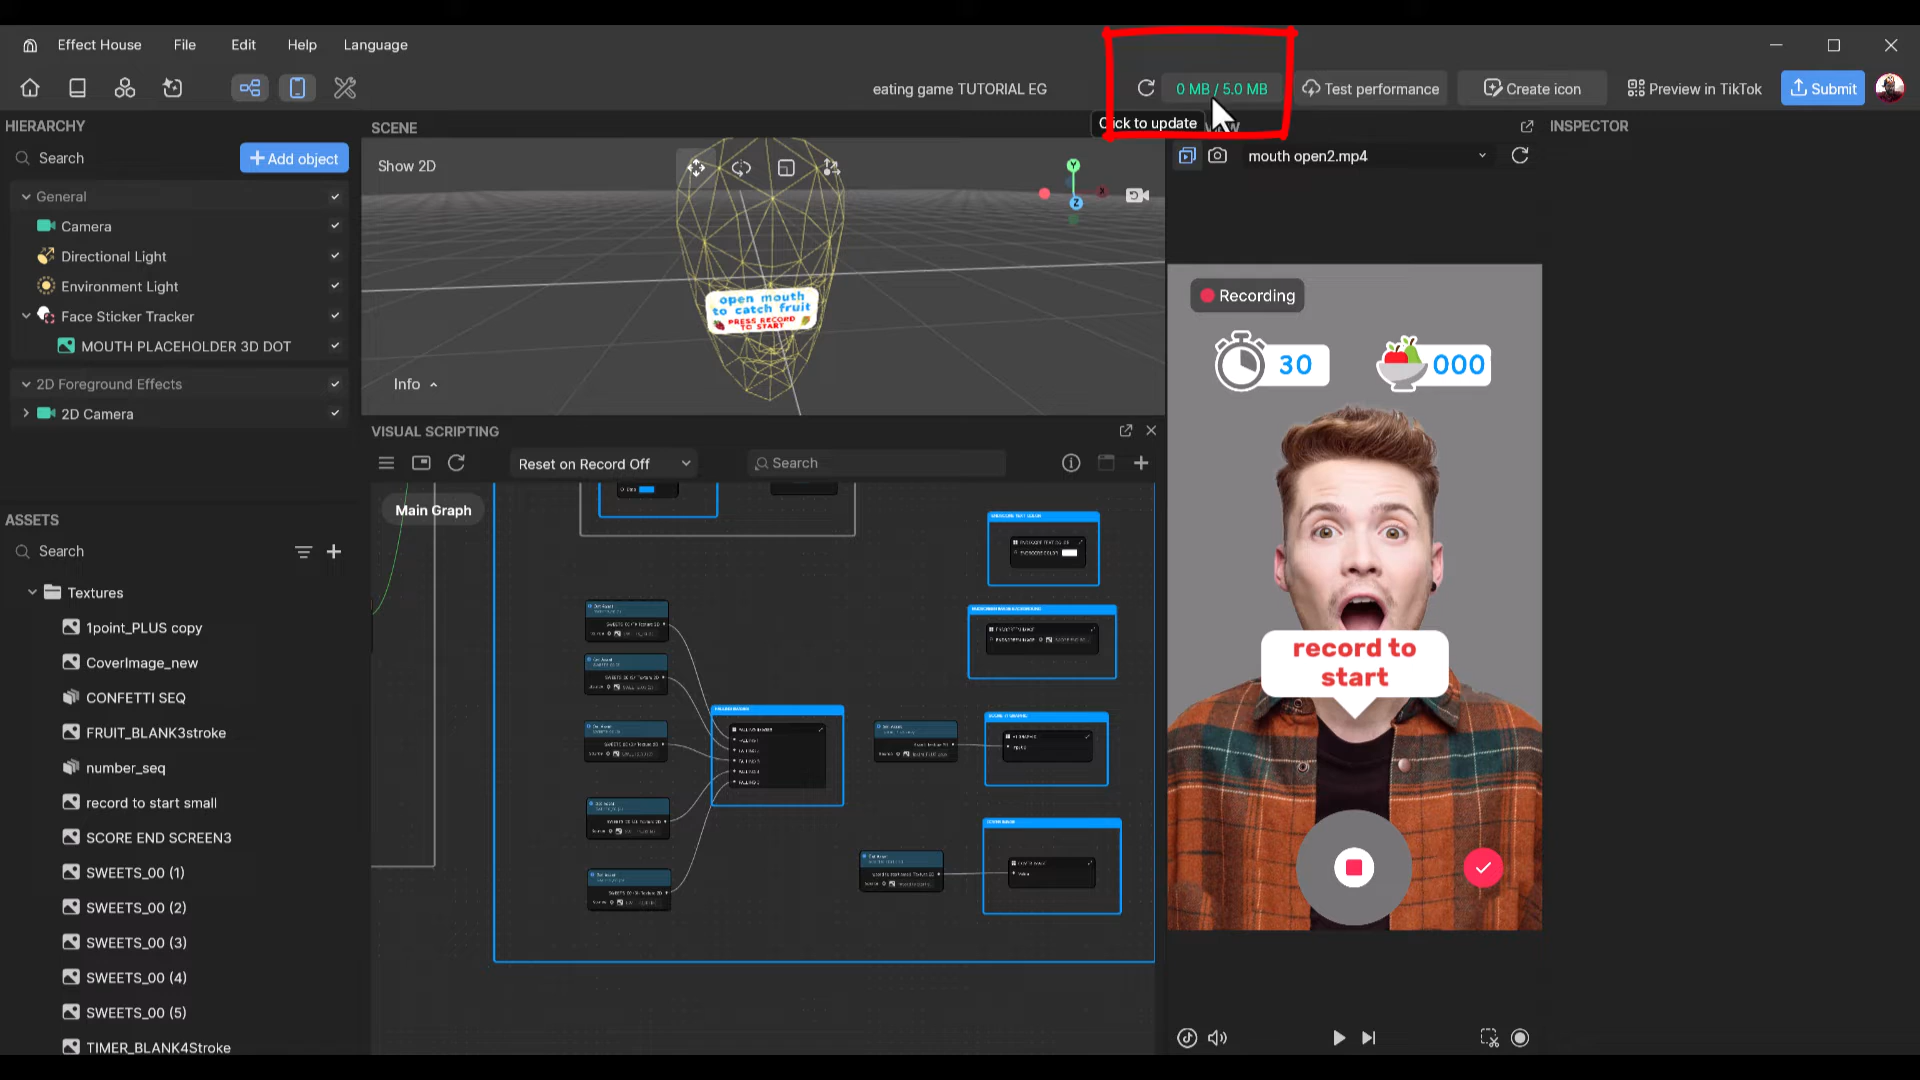 Effect House
File
Edit
Help
Language
eating game TUTORIAL EG
0 MB / 5.0 MB
Test performance
Create icon
Preview in TikTok
Submit
Click to update
HIERARCHY
Search
Add object
General
Camera
Directional Light
Environment Light
Face Sticker Tracker
MOUTH PLACEHOLDER 3D DOT
2D Foreground Effects
2D Camera
ASSETS
Search
Textures
1point_PLUS copy
CoverImage_new
CONFETTI SEQ
FRUIT_BLANK3stroke
number_seq
record to start small
SCORE END SCREEN3
SWEETS_00 (1)
SWEETS_00 (2)
SWEETS_00 (3)
SWEETS_00 (4)
SWEETS_00 (5)
TIMER_BLANK4Stroke
SCENE
Show 2D
Y
X
Z
open mouth
to catch fruit
PRESS RECORD
TO START
Info
VISUAL SCRIPTING
Reset on Record Off
Search
Main Graph
INSPECTOR
mouth open2.mp4
Recording
30
000
record to
start